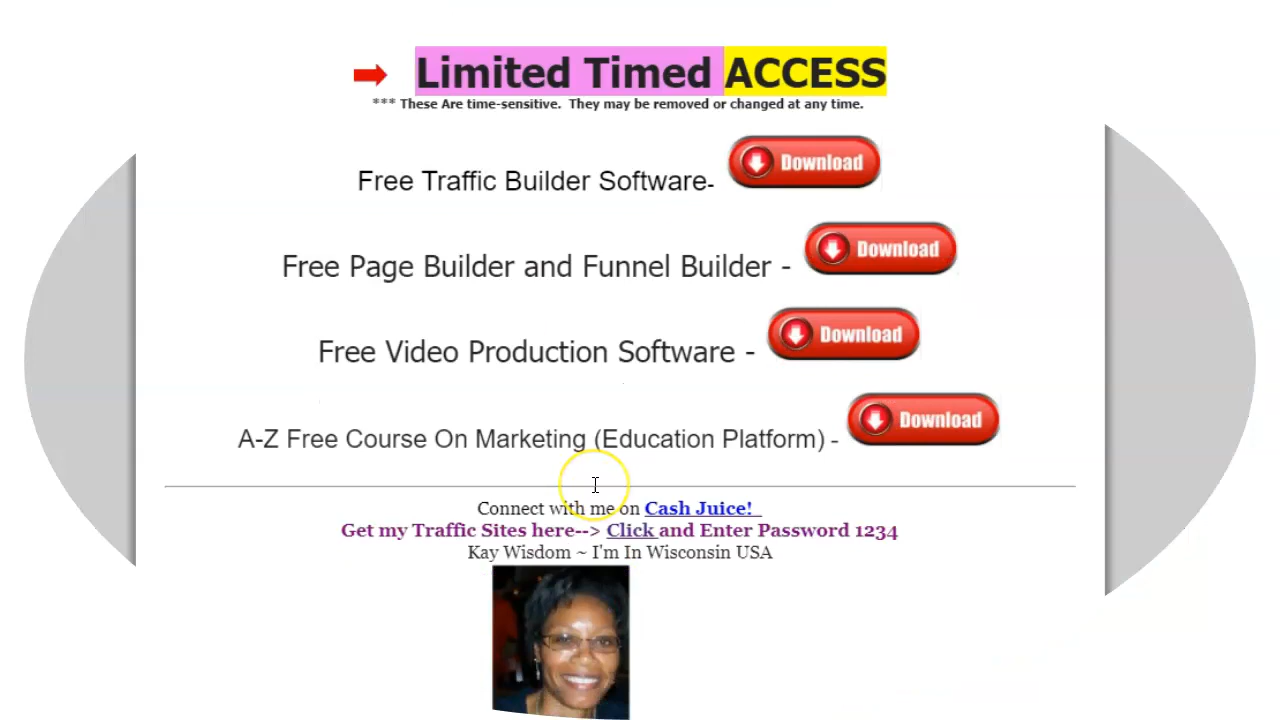 Limited Timed ACCESS
*** These Are time-sensitive. They may be removed or changed at any time.
Free Traffic Builder Software- Download
Free Page Builder and Funnel Builder - Download
Free Video Production Software - Download
A-Z Free Course On Marketing (Education Platform) - Download
Connect with me on Cash Juice!
Get my Traffic Sites here--> Click and Enter Password 1234
Kay Wisdom ~ I'm In Wisconsin USA